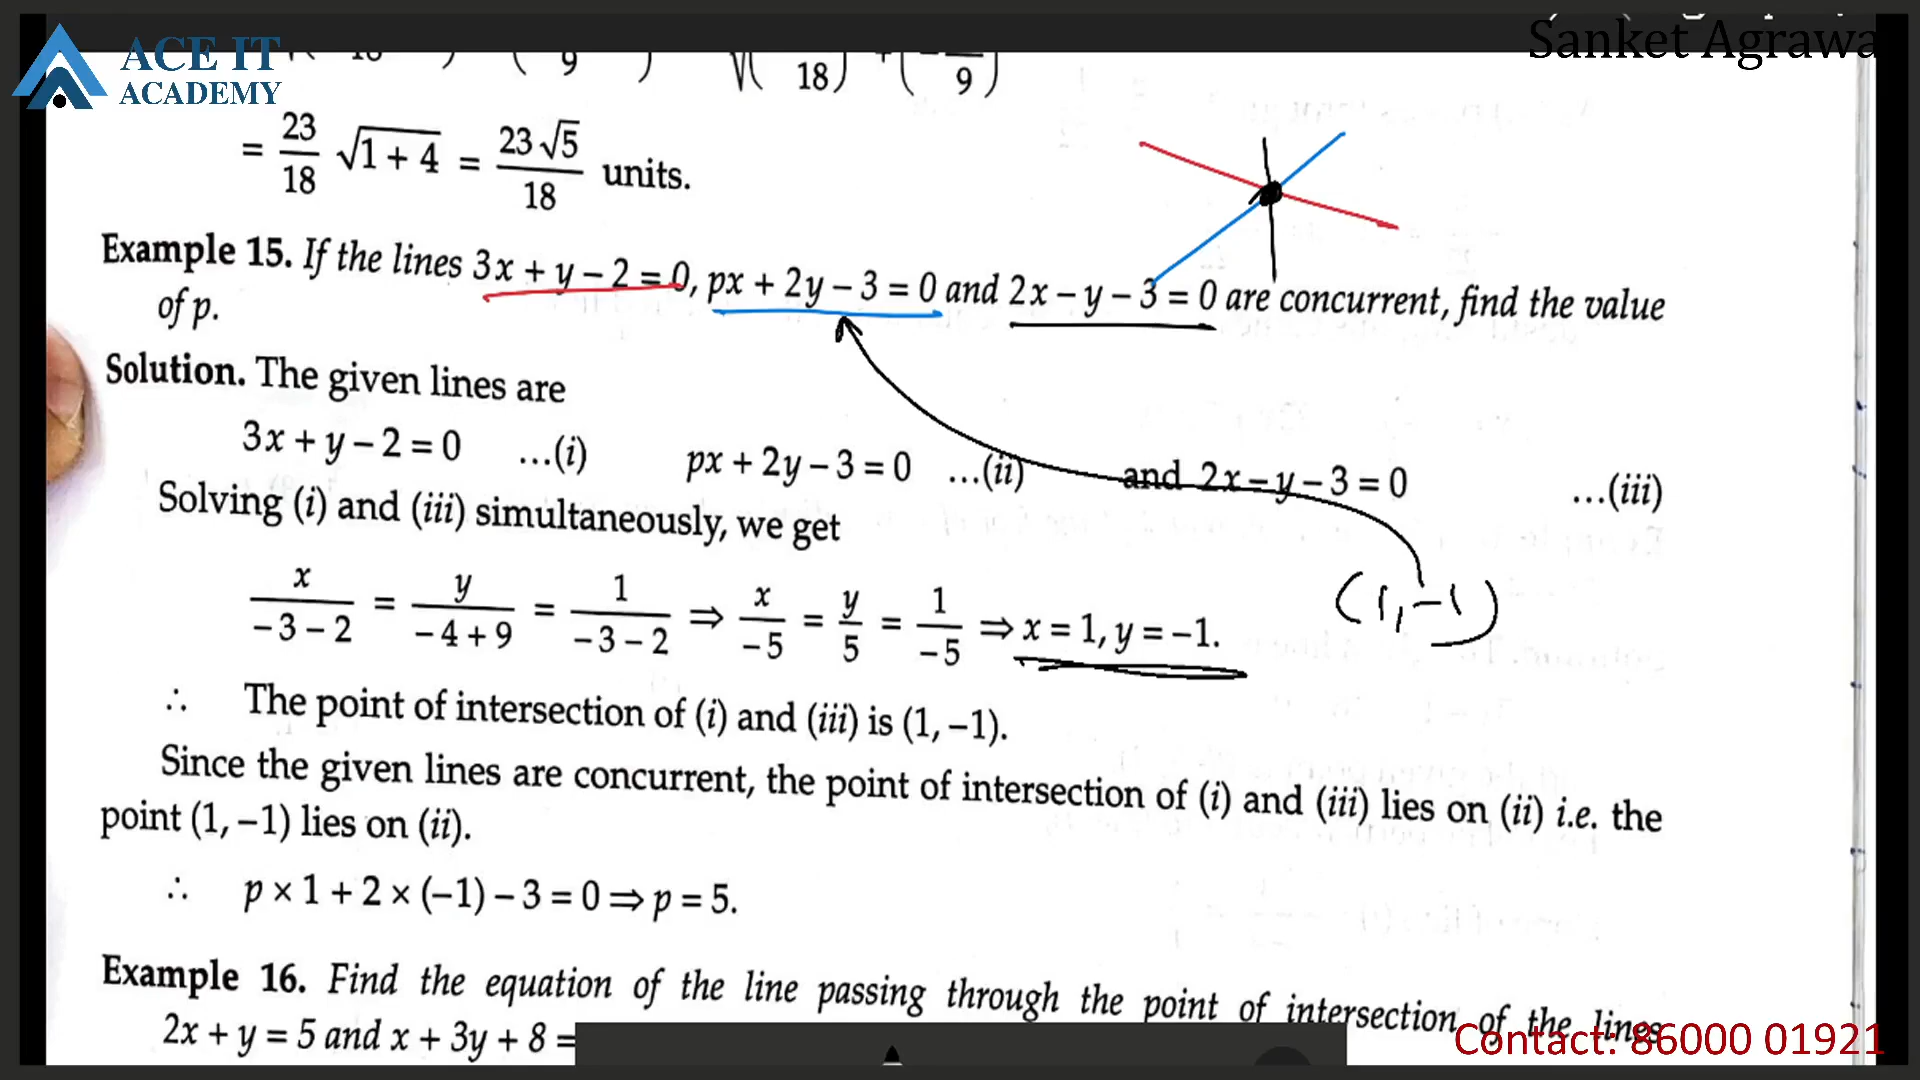 ACE IT
ACADEMY
Sanket Agrawa
18) 9 ) √( 18) + ( 9 )
= 23/18 √1 + 4 = 23√5/18 units.
Example 15. If the lines 3x + y − 2 = 0, px + 2y − 3 = 0 and 2x − y − 3 = 0 are concurrent, find the value
of p.
Solution. The given lines are
3x + y − 2 = 0 ...(i) px + 2y − 3 = 0 ...(ii) and 2x − y − 3 = 0 ...(iii)
Solving (i) and (iii) simultaneously, we get
x/−3 − 2 = y/−4 + 9 = 1/−3 − 2 ⇒ x/−5 = y/5 = 1/−5 ⇒ x = 1, y = −1.
(1, −1)
∴ The point of intersection of (i) and (iii) is (1, −1).
Since the given lines are concurrent, the point of intersection of (i) and (iii) lies on (ii) i.e. the
point (1, −1) lies on (ii).
∴ p × 1 + 2 × (−1) − 3 = 0 ⇒ p = 5.
Example 16. Find the equation of the line passing through the point of intersection of the lines
2x + y = 5 and x + 3y + 8 =
Contact: 86000 01921